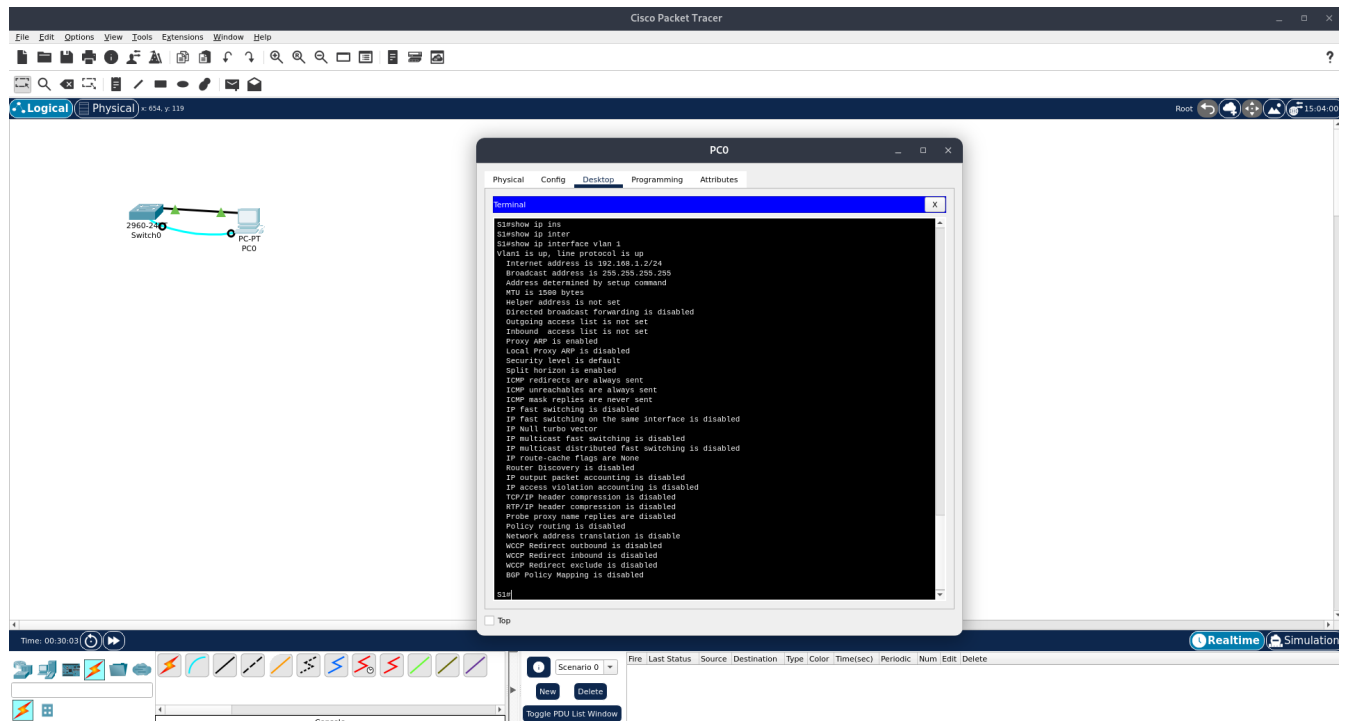 Cisco Packet Tracer
File Edit Options View Tools Extensions Window Help
?
Logical Physical x: 654, y: 119
Root 15:04:00
2960-24
Switch0
PC-PT
PC0
PC0
Physical Config Desktop Programming Attributes
Terminal
X
S1#show ip ins
S1#show ip inter
S1#show ip interface vlan 1
Vlan1 is up, line protocol is up
Internet address is 192.168.1.2/24
Broadcast address is 255.255.255.255
Address determined by setup command
MTU is 1500 bytes
Helper address is not set
Directed broadcast forwarding is disabled
Outgoing access list is not set
Inbound  access list is not set
Proxy ARP is enabled
Local Proxy ARP is disabled
Security level is default
Split horizon is enabled
ICMP redirects are always sent
ICMP unreachables are always sent
ICMP mask replies are never sent
IP fast switching is disabled
IP fast switching on the same interface is disabled
IP Null turbo vector
IP multicast fast switching is disabled
IP multicast distributed fast switching is disabled
IP route-cache flags are None
Router Discovery is disabled
IP output packet accounting is disabled
IP access violation accounting is disabled
TCP/IP header compression is disabled
RTP/IP header compression is disabled
Probe proxy name replies are disabled
Policy routing is disabled
Network address translation is disable
WCCP Redirect outbound is disabled
WCCP Redirect inbound is disabled
WCCP Redirect exclude is disabled
BGP Policy Mapping is disabled
S1#
Top
Time: 00:30:03
Realtime Simulation
Scenario 0
Fire Last Status Source Destination Type Color Time(sec) Periodic Num Edit Delete
New Delete
Toggle PDU List Window